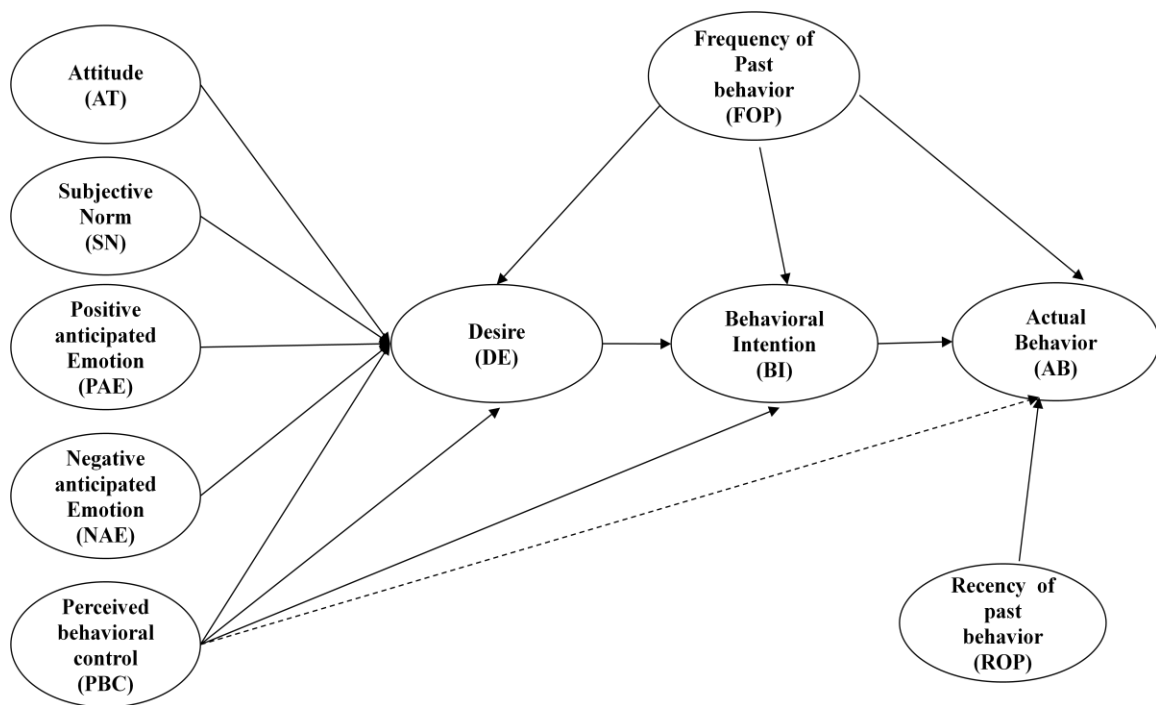 Attitude
(AT)
Subjective
Norm
(SN)
Positive
anticipated
Emotion
(PAE)
Negative
anticipated
Emotion
(NAE)
Perceived
behavioral
control
(PBC)
Frequency of
Past
behavior
(FOP)
Desire
(DE)
Behavioral
Intention
(BI)
Actual
Behavior
(AB)
Recency of
past
behavior
(ROP)